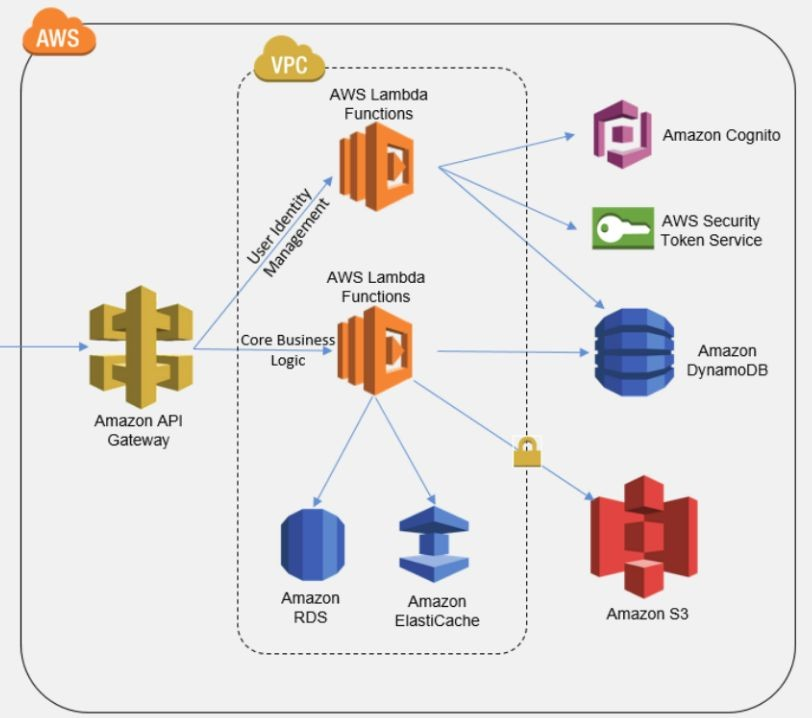 AWS
VPC
AWS Lambda
Functions
Amazon Cognito
User Identity
Management
AWS Security
Token Service
AWS Lambda
Functions
Core Business
Logic
Amazon
DynamoDB
Amazon API
Gateway
Amazon
RDS
Amazon
ElastiCache
Amazon S3